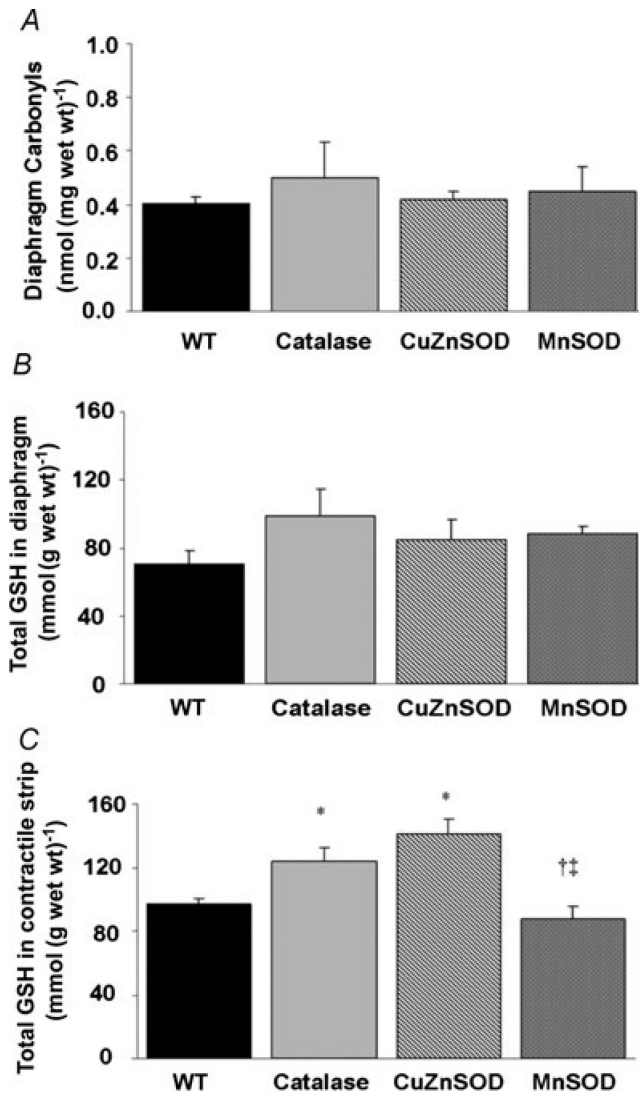 A
Diaphragm Carbonyls
(nmol (mg wet wt)⁻¹)
1.0
0.8
0.6
0.4
0.2
0.0
WT Catalase CuZnSOD MnSOD
B
Total GSH in diaphragm
(mmol (g wet wt)⁻¹)
160
120
80
40
0
WT Catalase CuZnSOD MnSOD
C
Total GSH in contractile strip
(mmol (g wet wt)⁻¹)
160
120
80
40
0
* * †‡
WT Catalase CuZnSOD MnSOD